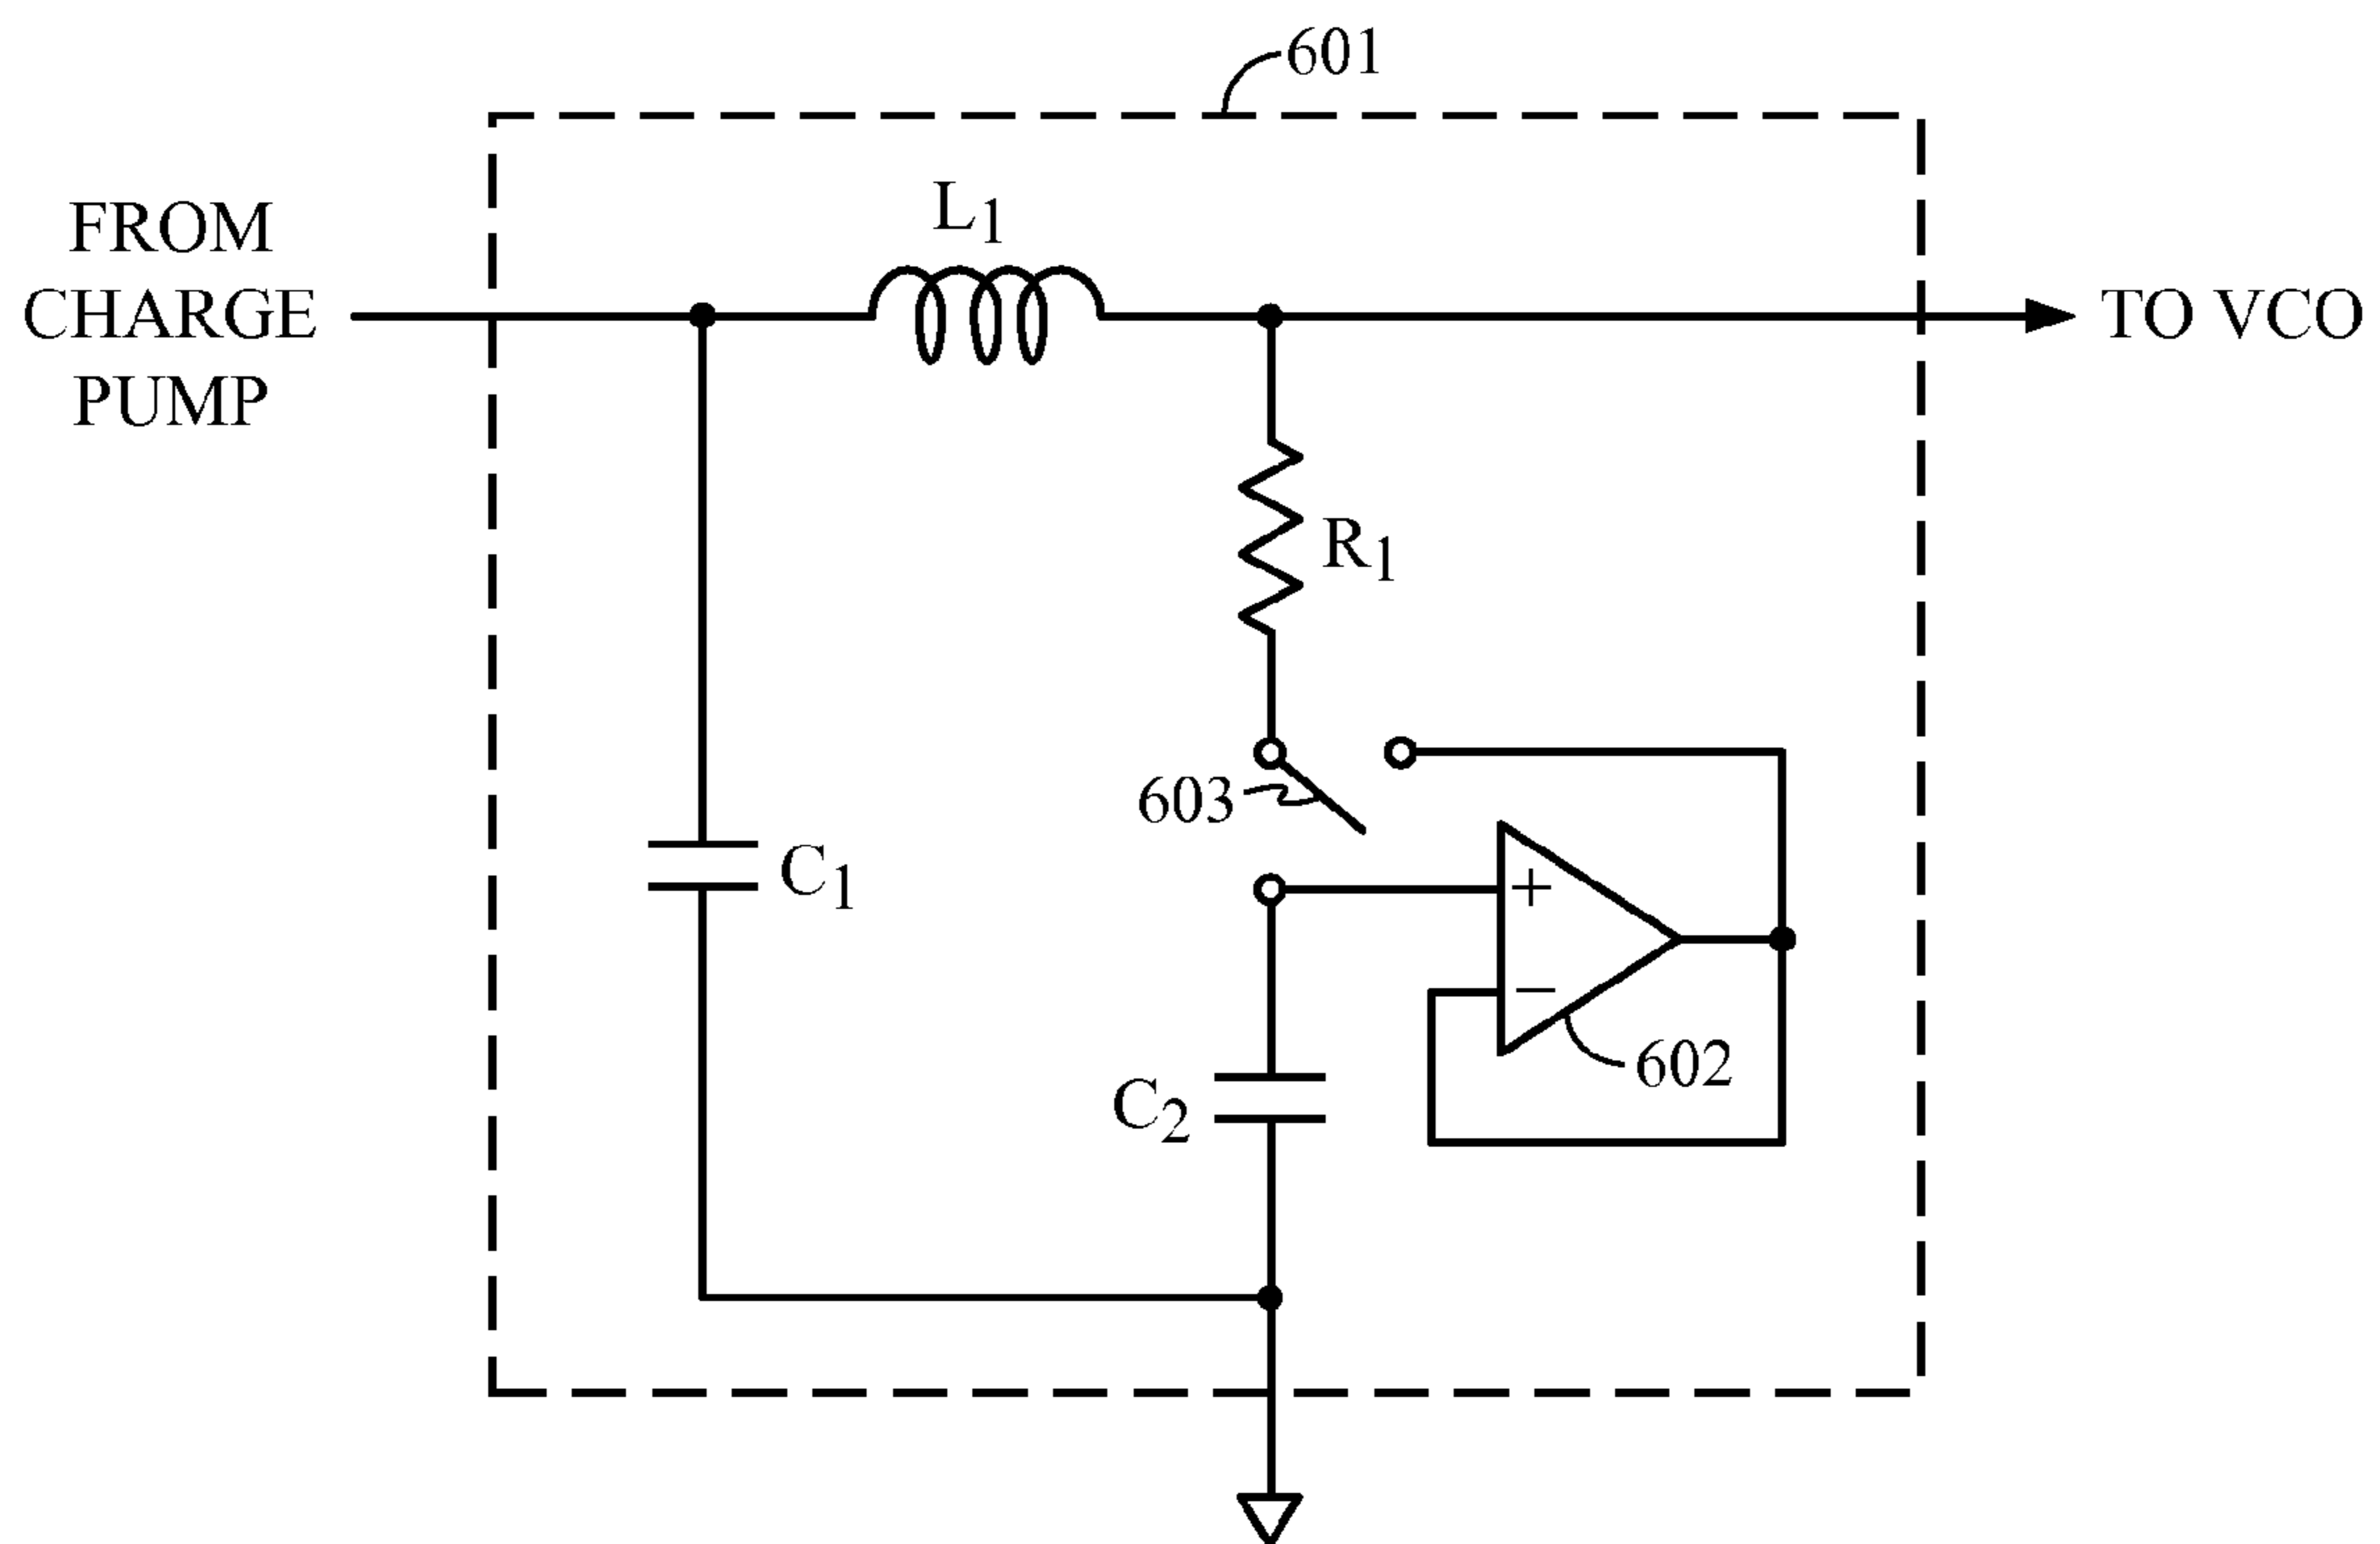 601
FROM
CHARGE
PUMP
L1
TO VCO
R1
603
C1
+
−
602
C2